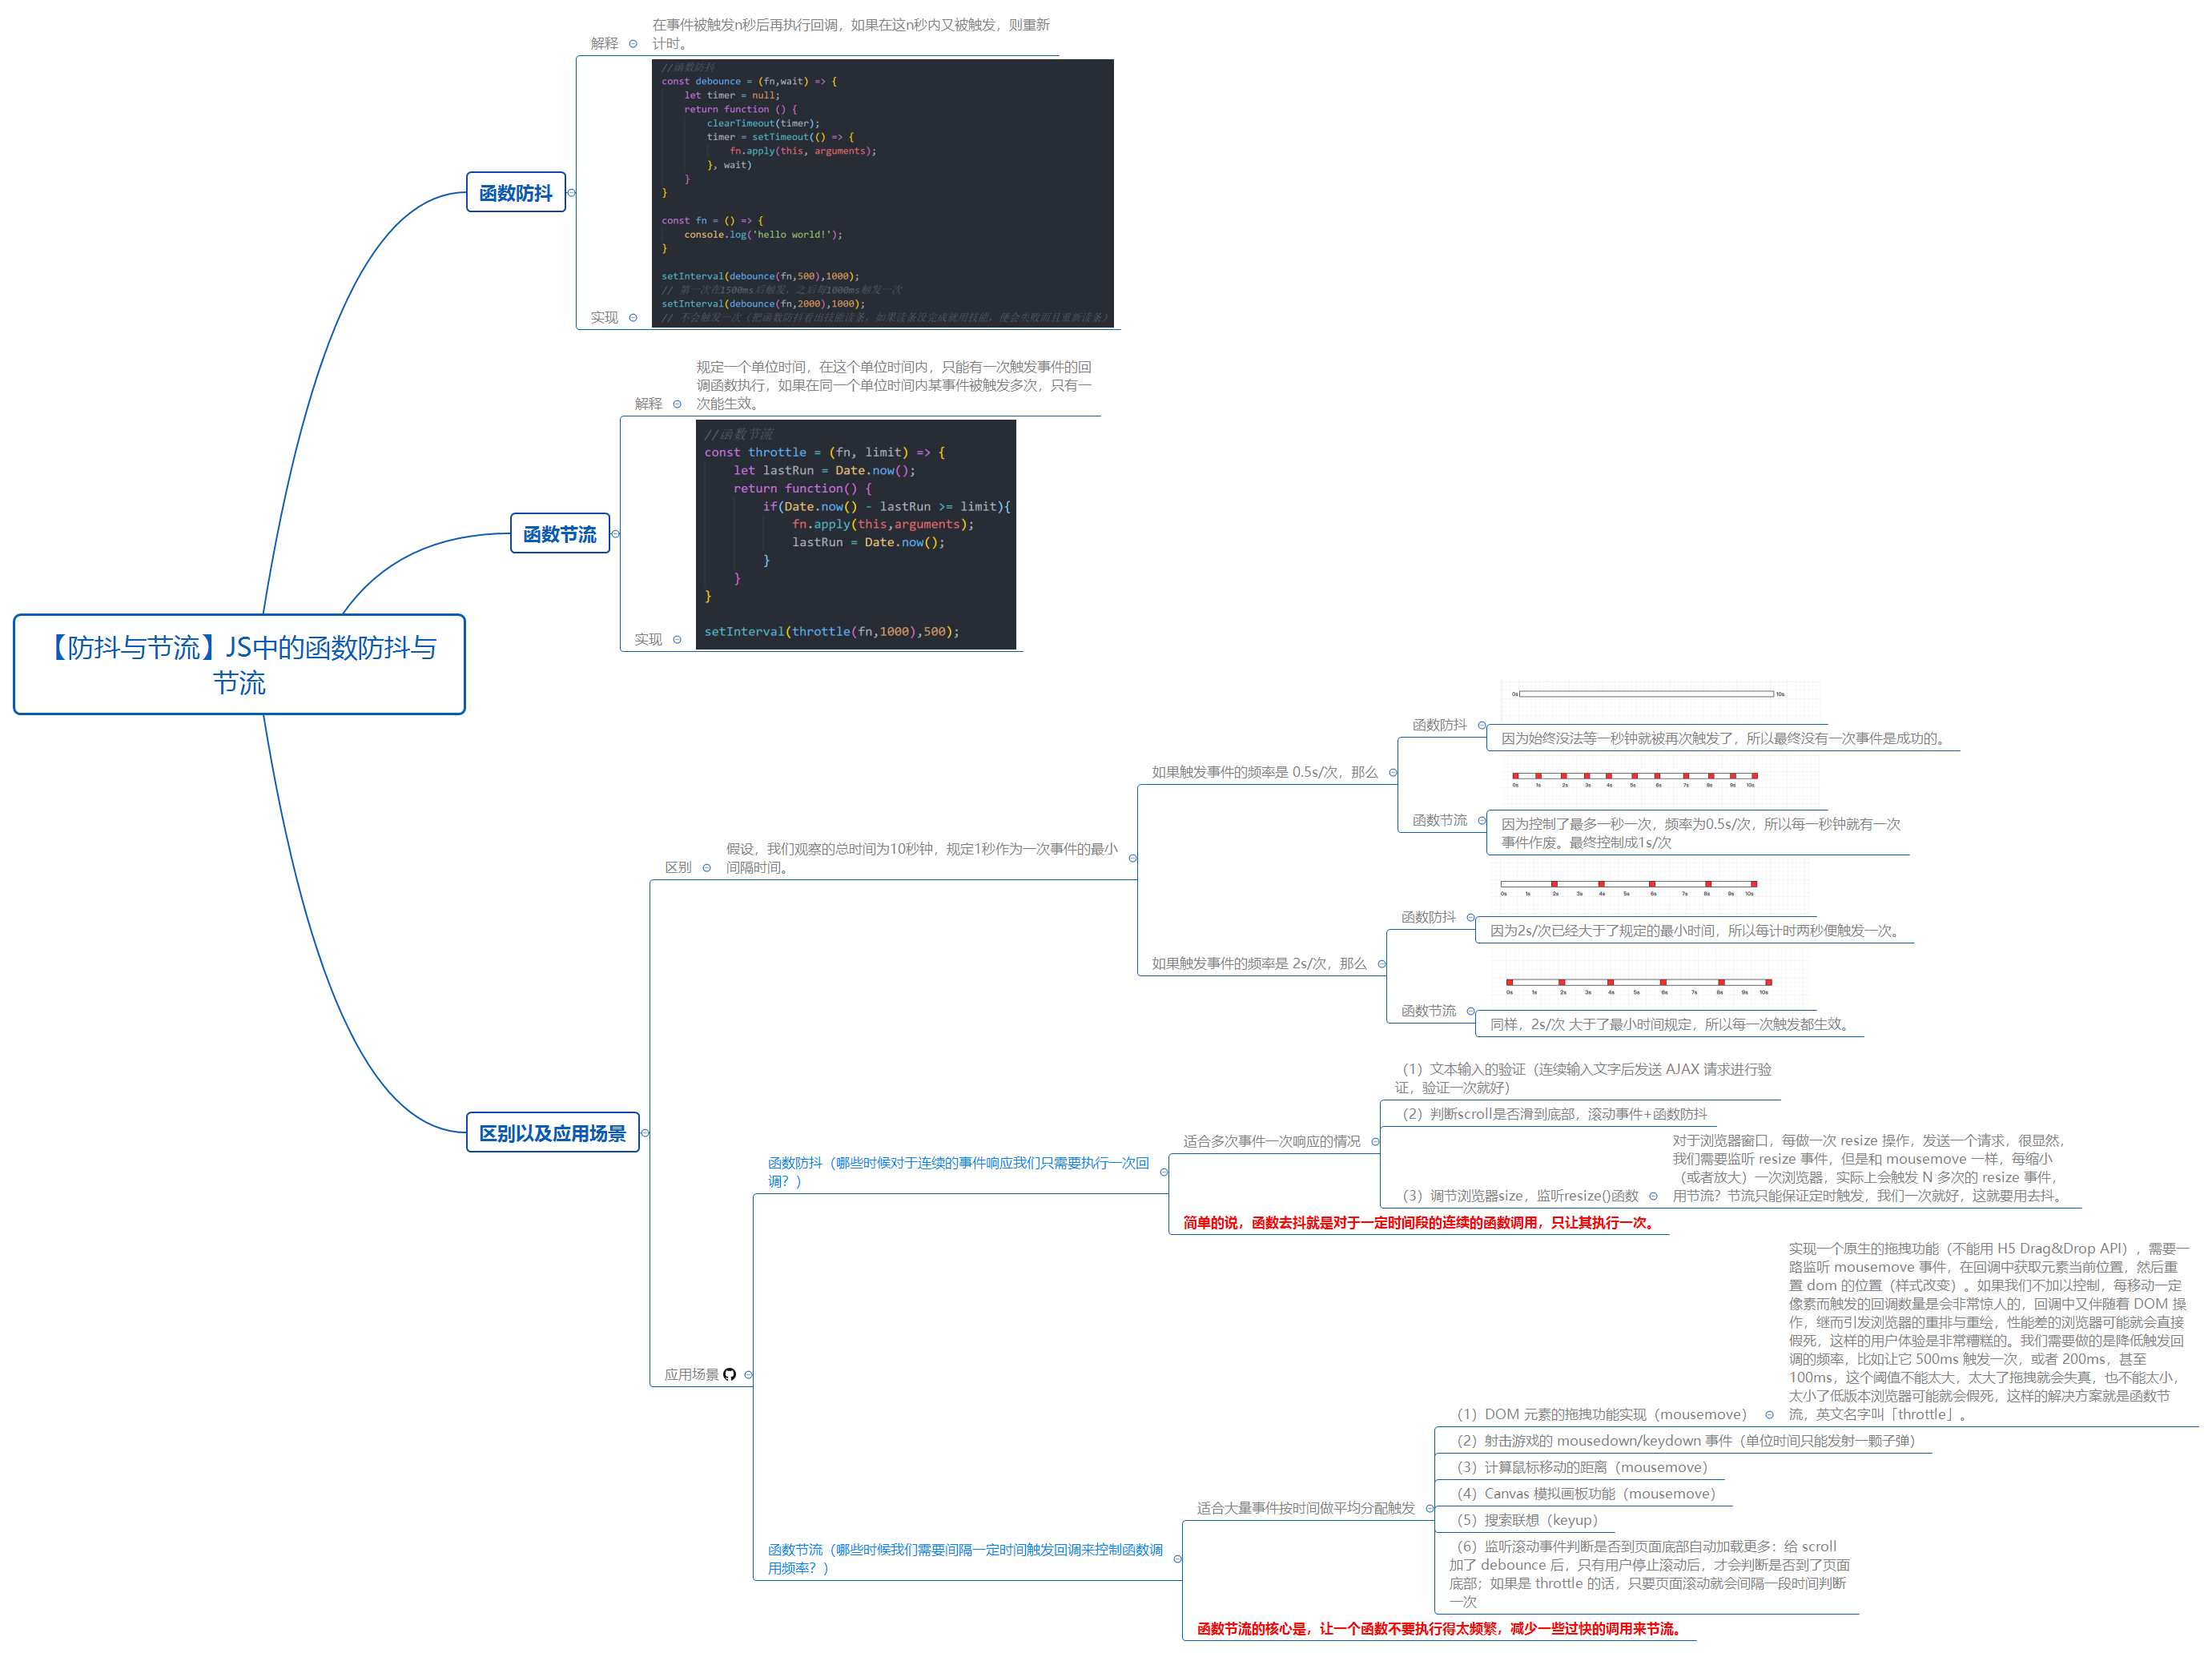 【防抖与节流】JS中的函数防抖与
节流
函数防抖
解释
在事件被触发n秒后再执行回调，如果在这n秒内又被触发，则重新
计时。
实现
//函数防抖
const debounce = (fn,wait) => {
let timer = null;
return function () {
clearTimeout(timer);
timer = setTimeout(() => {
fn.apply(this, arguments);
}, wait)
}
}
const fn = () => {
console.log('hello world!');
}
setInterval(debounce(fn,500),1000);
// 第一次在1500ms后触发，之后每1000ms触发一次
setInterval(debounce(fn,2000),1000);
// 不会触发一次（把函数防抖看出技能读条，如果读条没完成就用技能，便会失败而且重新读条）
函数节流
解释
规定一个单位时间，在这个单位时间内，只能有一次触发事件的回
调函数执行，如果在同一个单位时间内某事件被触发多次，只有一
次能生效。
实现
//函数节流
const throttle = (fn, limit) => {
let lastRun = Date.now();
return function() {
if(Date.now() - lastRun >= limit){
fn.apply(this,arguments);
lastRun = Date.now();
}
}
}
setInterval(throttle(fn,1000),500);
区别以及应用场景
区别
假设，我们观察的总时间为10秒钟，规定1秒作为一次事件的最小
间隔时间。
如果触发事件的频率是 0.5s/次，那么
函数防抖
0s 10s
因为始终没法等一秒钟就被再次触发了，所以最终没有一次事件是成功的。
函数节流
0s 1s 2s 3s 4s 5s 6s 7s 8s 9s 10s
因为控制了最多一秒一次，频率为0.5s/次，所以每一秒钟就有一次
事件作废。最终控制成1s/次
如果触发事件的频率是 2s/次，那么
函数防抖
0s 1s 2s 3s 4s 5s 6s 7s 8s 9s 10s
因为2s/次已经大于了规定的最小时间，所以每计时两秒便触发一次。
函数节流
0s 1s 2s 3s 4s 5s 6s 7s 8s 9s 10s
同样，2s/次 大于了最小时间规定，所以每一次触发都生效。
应用场景
函数防抖（哪些时候对于连续的事件响应我们只需要执行一次回
调？）
适合多次事件一次响应的情况
（1）文本输入的验证（连续输入文字后发送 AJAX 请求进行验
证，验证一次就好）
（2）判断scroll是否滑到底部，滚动事件+函数防抖
（3）调节浏览器size，监听resize()函数
对于浏览器窗口，每做一次 resize 操作，发送一个请求，很显然，
我们需要监听 resize 事件，但是和 mousemove 一样，每缩小
（或者放大）一次浏览器，实际上会触发 N 多次的 resize 事件，
用节流？节流只能保证定时触发，我们一次就好，这就要用去抖。
简单的说，函数去抖就是对于一定时间段的连续的函数调用，只让其执行一次。
函数节流（哪些时候我们需要间隔一定时间触发回调来控制函数调
用频率？）
适合大量事件按时间做平均分配触发
（1）DOM 元素的拖拽功能实现（mousemove）
实现一个原生的拖拽功能（不能用 H5 Drag&Drop API），需要一
路监听 mousemove 事件，在回调中获取元素当前位置，然后重
置 dom 的位置（样式改变）。如果我们不加以控制，每移动一定
像素而触发的回调数量是会非常惊人的，回调中又伴随着 DOM 操
作，继而引发浏览器的重排与重绘，性能差的浏览器可能就会直接
假死，这样的用户体验是非常糟糕的。我们需要做的是降低触发回
调的频率，比如让它 500ms 触发一次，或者 200ms，甚至
100ms，这个阈值不能太大，太大了拖拽就会失真，也不能太小，
太小了低版本浏览器可能就会假死，这样的解决方案就是函数节
流，英文名字叫「throttle」。
（2）射击游戏的 mousedown/keydown 事件（单位时间只能发射一颗子弹）
（3）计算鼠标移动的距离（mousemove）
（4）Canvas 模拟画板功能（mousemove）
（5）搜索联想（keyup）
（6）监听滚动事件判断是否到页面底部自动加载更多：给 scroll
加了 debounce 后，只有用户停止滚动后，才会判断是否到了页面
底部；如果是 throttle 的话，只要页面滚动就会间隔一段时间判断
一次
函数节流的核心是，让一个函数不要执行得太频繁，减少一些过快的调用来节流。